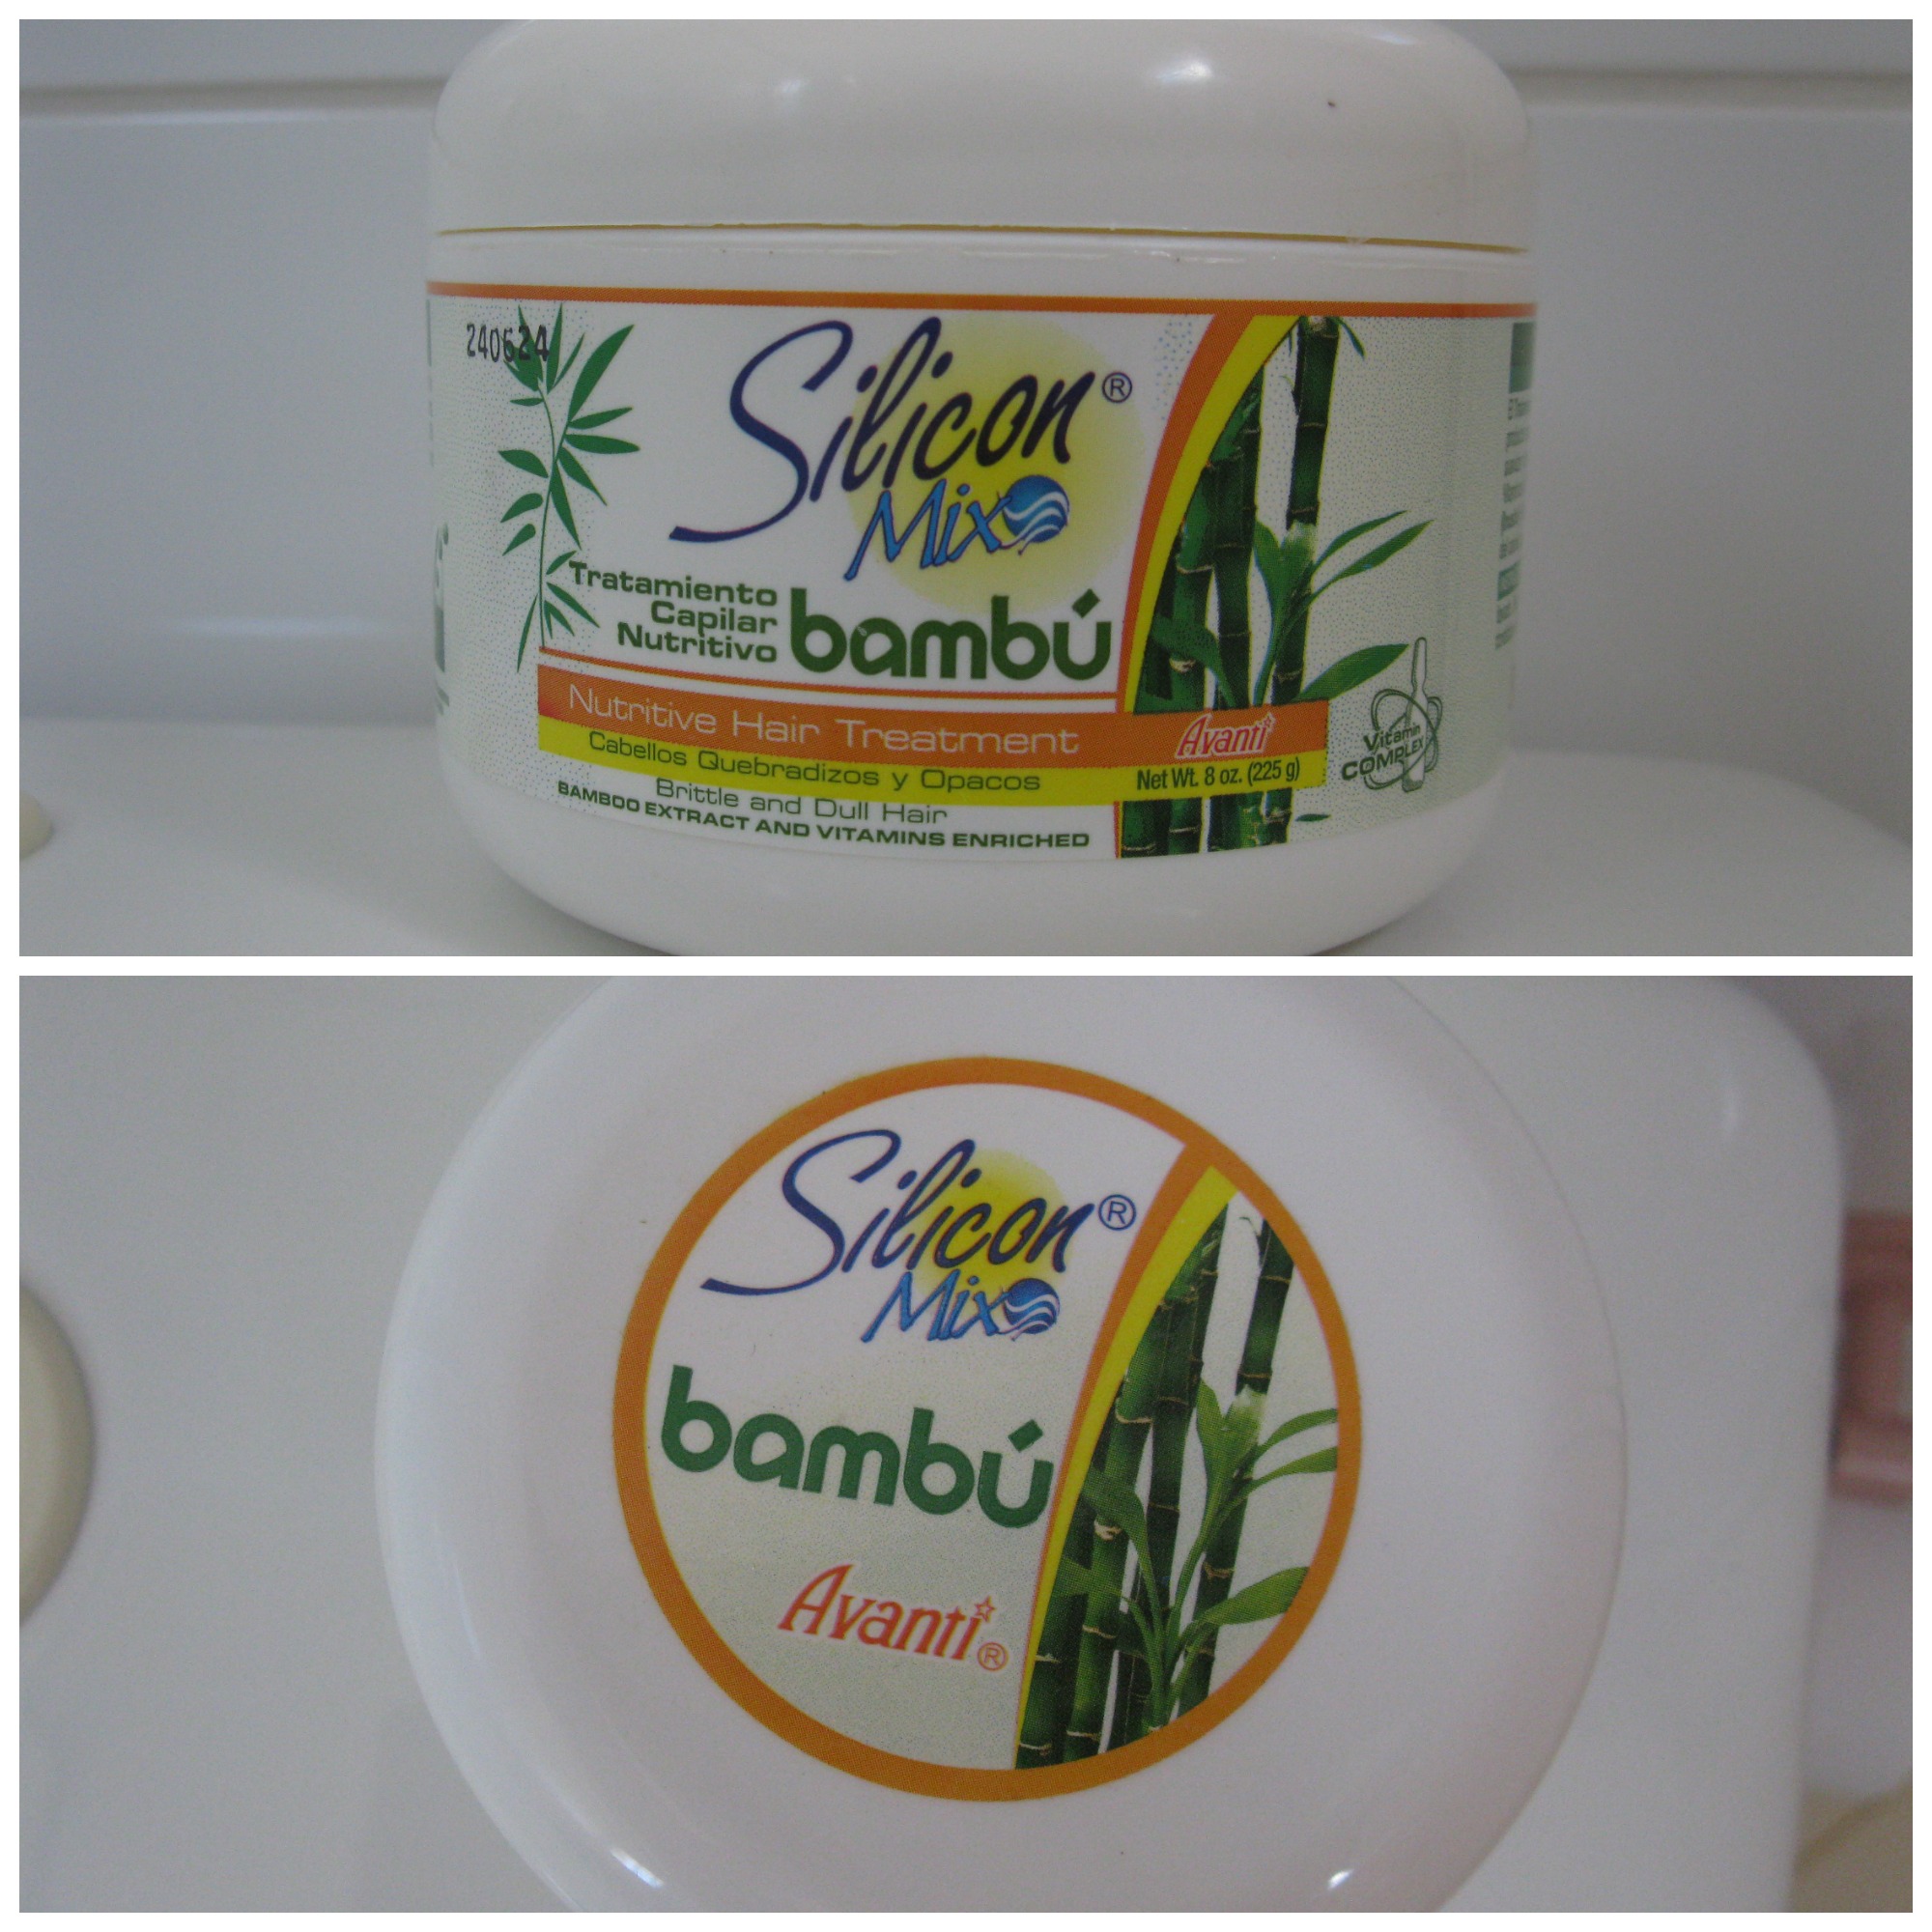 240624
Silicon®
Mix
Tratamiento
Capilar
Nutritivo
bambú
Nutritive Hair Treatment
Avanti
Cabellos Quebradizos y Opacos
Net Wt. 8 oz. (225 g)
Brittle and Dull Hair
BAMBOO EXTRACT AND VITAMINS ENRICHED
Vitamin
COMPLEX
Silicon®
Mix
bambú
Avanti®